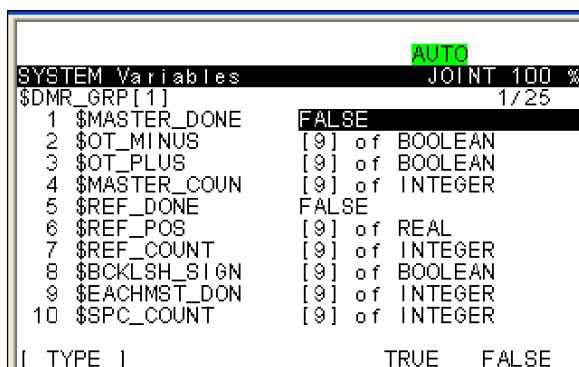 AUTO
SYSTEM Variables JOINT 100 %
$DMR_GRP[1] 1/25
1 $MASTER_DONE FALSE
2 $OT_MINUS [9] of BOOLEAN
3 $OT_PLUS [9] of BOOLEAN
4 $MASTER_COUN [9] of INTEGER
5 $REF_DONE FALSE
6 $REF_POS [9] of REAL
7 $REF_COUNT [9] of INTEGER
8 $BCKLSH_SIGN [9] of BOOLEAN
9 $EACHMST_DON [9] of INTEGER
10 $SPC_COUNT [9] of INTEGER
[ TYPE ] TRUE FALSE